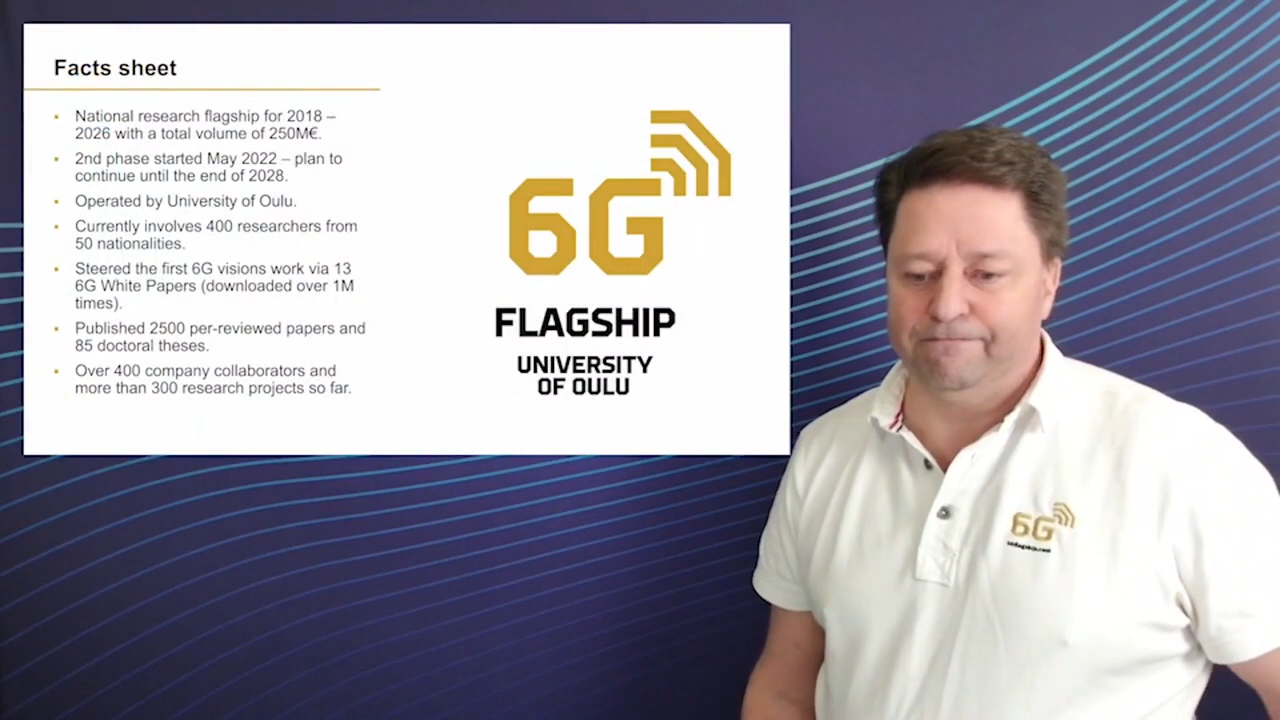 Facts sheet
National research flagship for 2018 –
2026 with a total volume of 250M€.
2nd phase started May 2022 – plan to
continue until the end of 2028.
Operated by University of Oulu.
Currently involves 400 researchers from
50 nationalities.
Steered the first 6G visions work via 13
6G White Papers (downloaded over 1M
times).
Published 2500 per-reviewed papers and
85 doctoral theses.
Over 400 company collaborators and
more than 300 research projects so far.
6G
FLAGSHIP
UNIVERSITY
OF OULU
6G